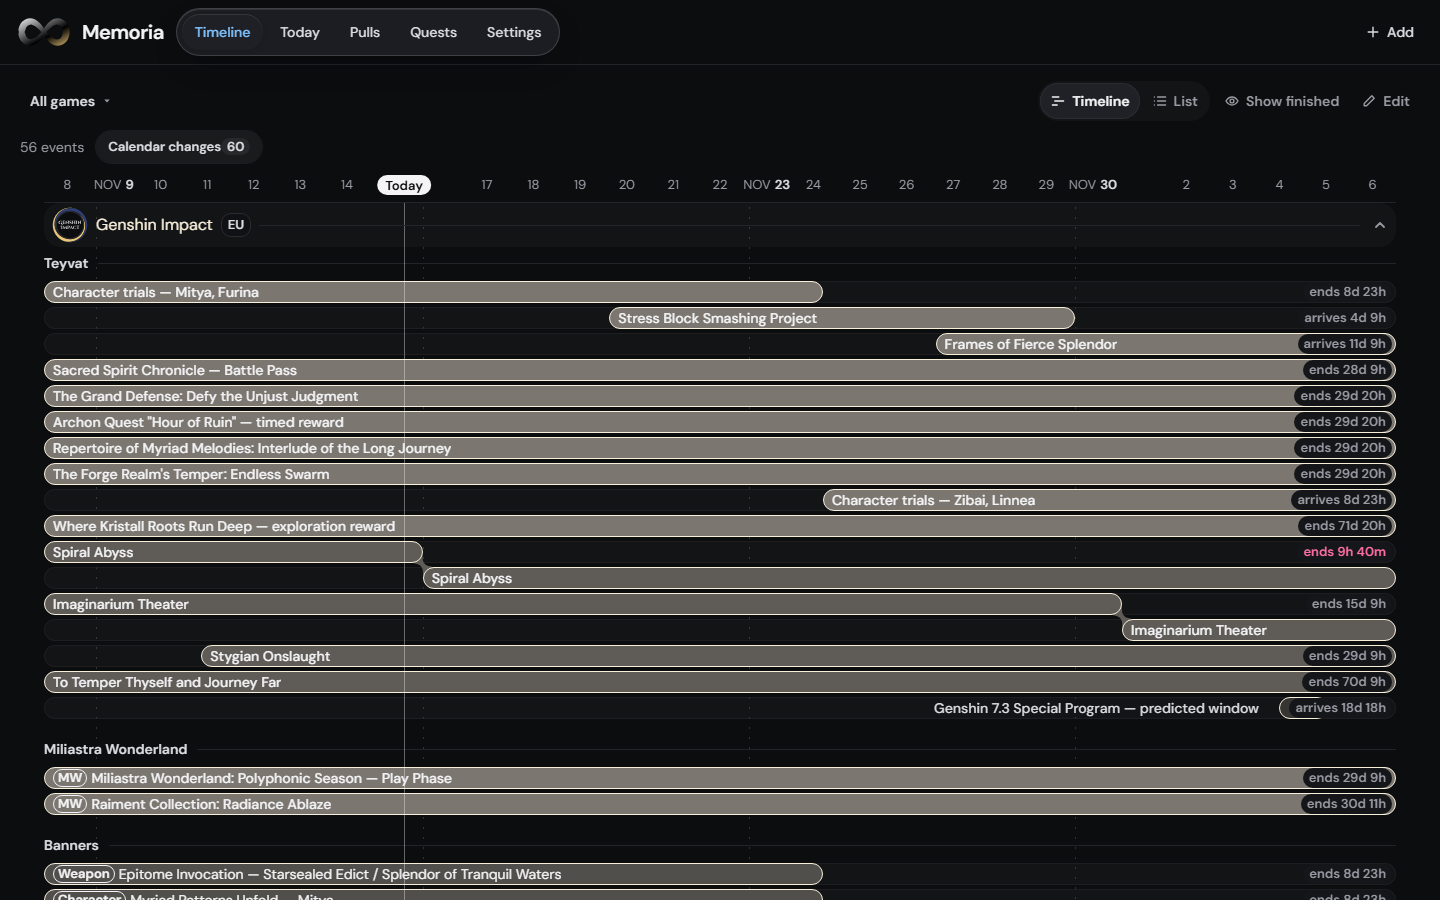 Memoria
Timeline
Today
Pulls
Quests
Settings
Add
All games
Timeline
List
Show finished
Edit
56 events
Calendar changes 60
8 NOV 9 10 11 12 13 14 Today 17 18 19 20 21 22 NOV 23 24 25 26 27 28 29 NOV 30 2 3 4 5 6
GENSHIN IMPACT
Genshin Impact EU
Teyvat
Character trials — Mitya, Furina ends 8d 23h
Stress Block Smashing Project arrives 4d 9h
Frames of Fierce Splendor arrives 11d 9h
Sacred Spirit Chronicle — Battle Pass ends 28d 9h
The Grand Defense: Defy the Unjust Judgment ends 29d 20h
Archon Quest "Hour of Ruin" — timed reward ends 29d 20h
Repertoire of Myriad Melodies: Interlude of the Long Journey ends 29d 20h
The Forge Realm's Temper: Endless Swarm ends 29d 20h
Character trials — Zibai, Linnea arrives 8d 23h
Where Kristall Roots Run Deep — exploration reward ends 71d 20h
Spiral Abyss ends 9h 40m
Spiral Abyss
Imaginarium Theater ends 15d 9h
Imaginarium Theater
Stygian Onslaught ends 29d 9h
To Temper Thyself and Journey Far ends 70d 9h
Genshin 7.3 Special Program — predicted window arrives 18d 18h
Miliastra Wonderland
MW Miliastra Wonderland: Polyphonic Season — Play Phase ends 29d 9h
MW Raiment Collection: Radiance Ablaze ends 30d 11h
Banners
Weapon Epitome Invocation — Starsealed Edict / Splendor of Tranquil Waters ends 8d 23h
Character Myriad Patterns Unfold — Mitya ends 8d 23h